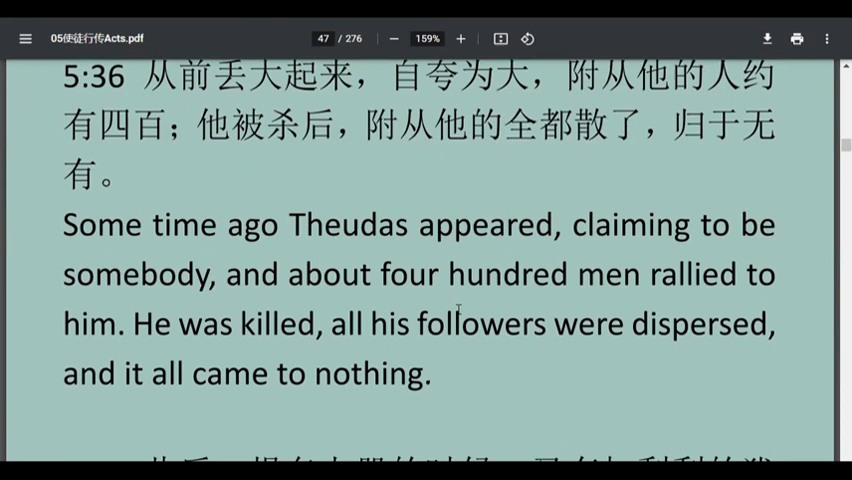 05使徒行传Acts.pdf
47 / 276
159%
5:36 从前丢大起来，自夸为大，附从他的人约
有四百；他被杀后，附从他的全都散了，归于无
有。
Some time ago Theudas appeared, claiming to be
somebody, and about four hundred men rallied to
him. He was killed, all his followers were dispersed,
and it all came to nothing.